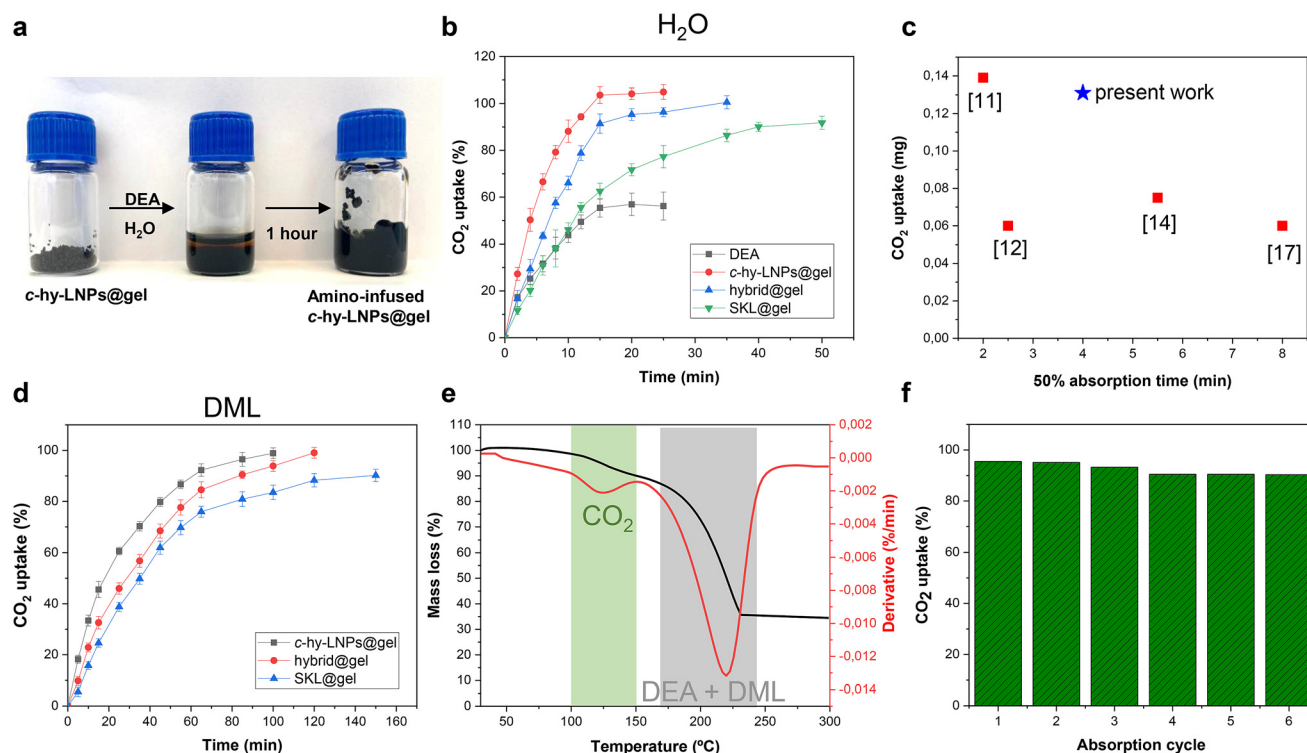 a
DEA
H₂O
1 hour
c-hy-LNPs@gel
Amino-infused
c-hy-LNPs@gel
b
H₂O
CO₂ uptake (%)
120
100
80
60
40
20
0
DEA
c-hy-LNPs@gel
hybrid@gel
SKL@gel
0 10 20 30 40 50
Time (min)
c
CO₂ uptake (mg)
0,14
0,12
0,10
0,08
0,06
0,04
0,02
0,00
[11]
present work
[12]
[14]
[17]
2 3 4 5 6 7 8
50% absorption time (min)
d
DML
CO₂ uptake (%)
100
80
60
40
20
0
c-hy-LNPs@gel
hybrid@gel
SKL@gel
0 20 40 60 80 100 120 140 160
Time (min)
e
Mass loss (%)
110
100
90
80
70
60
50
40
30
20
10
0
CO₂
DEA + DML
0,002
0,000
-0,002
-0,004
-0,006
-0,008
-0,010
-0,012
-0,014
Derivative (%/min)
50 100 150 200 250 300
Temperature (ºC)
f
CO₂ uptake (%)
100
80
60
40
20
0
1 2 3 4 5 6
Absorption cycle